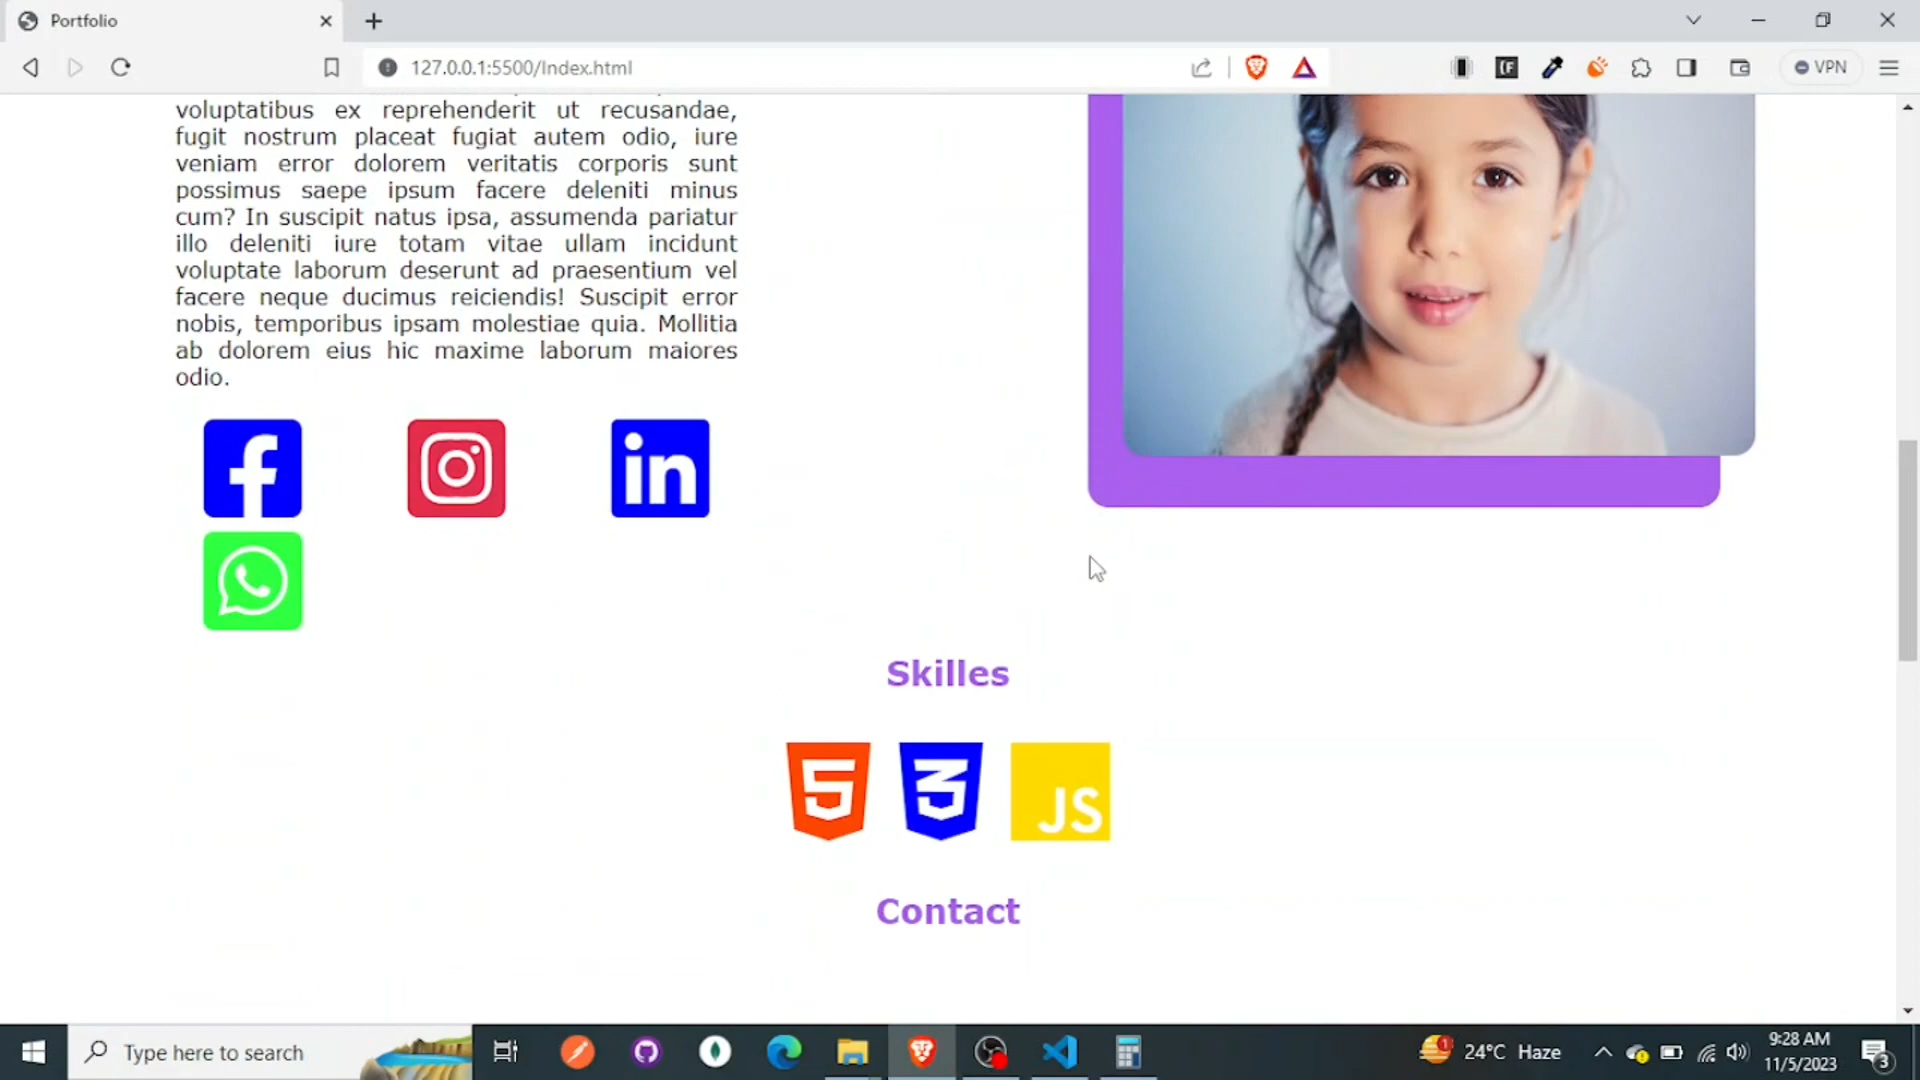 Portfolio
127.0.0.1:5500/Index.html
VPN
voluptatibus ex reprehenderit ut recusandae,
fugit nostrum placeat fugiat autem odio, iure
veniam error dolorem veritatis corporis sunt
possimus saepe ipsum facere deleniti minus
cum? In suscipit natus ipsa, assumenda pariatur
illo deleniti iure totam vitae ullam incidunt
voluptate laborum deserunt ad praesentium vel
facere neque ducimus reiciendis! Suscipit error
nobis, temporibus ipsam molestiae quia. Mollitia
ab dolorem eius hic maxime laborum maiores
odio.
in
Skilles
JS
Contact
Type here to search
24°C Haze
9:28 AM
11/5/2023
3